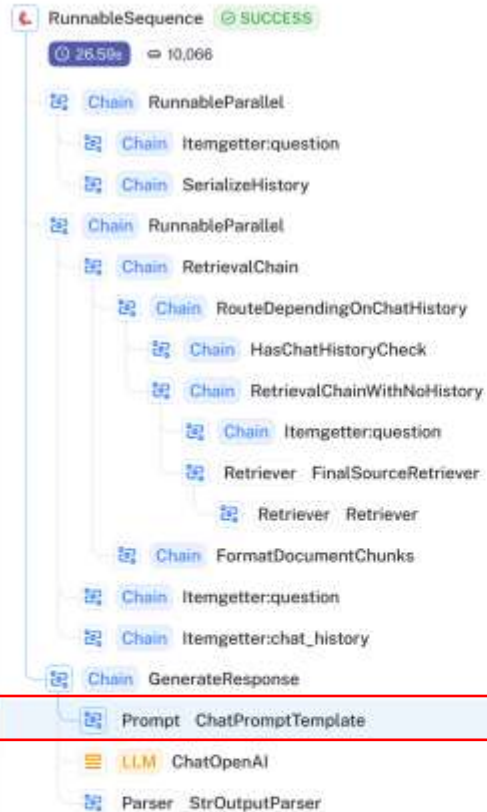 RunnableSequence SUCCESS
26.59s 10,066
Chain RunnableParallel
Chain Itemgetter:question
Chain SerializeHistory
Chain RunnableParallel
Chain RetrievalChain
Chain RouteDependingOnChatHistory
Chain HasChatHistoryCheck
Chain RetrievalChainWithNoHistory
Chain Itemgetter:question
Retriever FinalSourceRetriever
Retriever Retriever
Chain FormatDocumentChunks
Chain Itemgetter:question
Chain Itemgetter:chat_history
Chain GenerateResponse
Prompt ChatPromptTemplate
LLM ChatOpenAI
Parser StrOutputParser